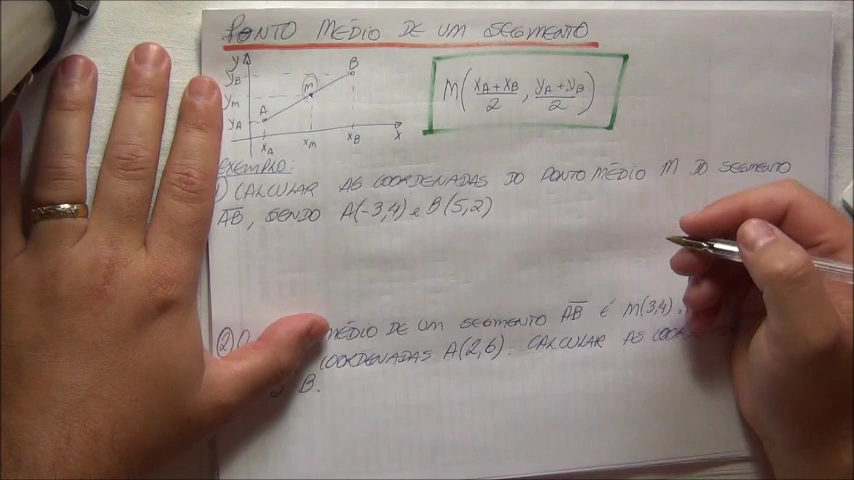 PONTO MÉDIO DE UM SEGMENTO
y
B
yB
M
ym
A
yA
xA xm xB x
M(xA+xB/2, yA+yB/2)
EXEMPLO:
1) CALCULAR AS COORDENADAS DO PONTO MÉDIO M DO SEGMENTO
AB, SENDO A(-3,4) e B(5,2)
2) O MÉDIO DE UM SEGMENTO AB É M(3,4).
COORDENADAS A(2,6). CALCULAR AS
B.